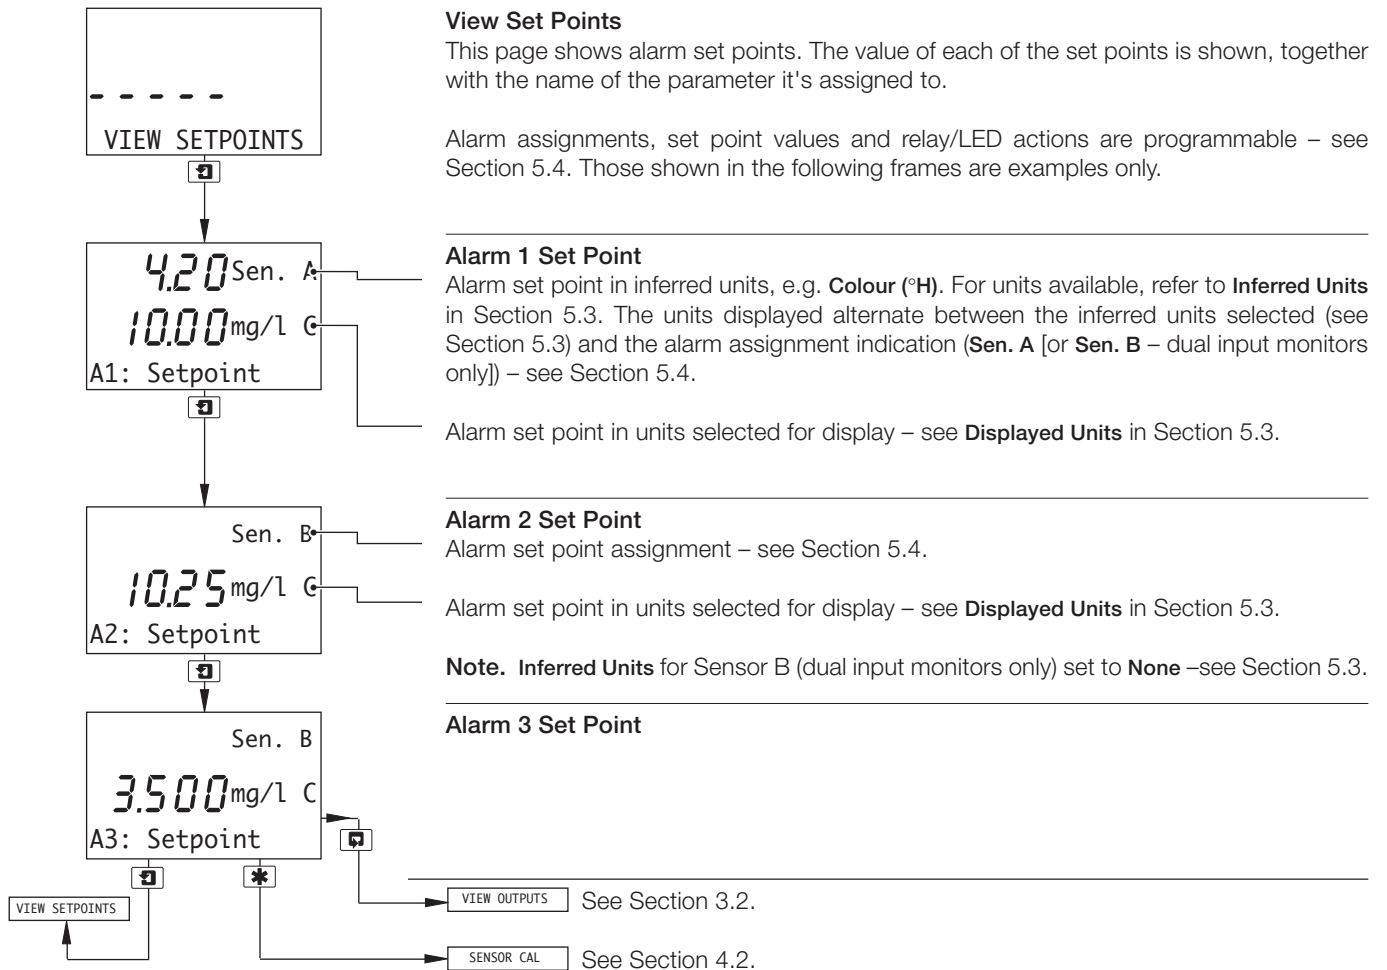 View Set Points
This page shows alarm set points. The value of each of the set points is shown, together
with the name of the parameter it's assigned to.
- - - - -
VIEW SETPOINTS
Alarm assignments, set point values and relay/LED actions are programmable – see
Section 5.4. Those shown in the following frames are examples only.
4.20 Sen. A
10.00 mg/l C
A1: Setpoint
Alarm 1 Set Point
Alarm set point in inferred units, e.g. Colour (°H). For units available, refer to Inferred Units
in Section 5.3. The units displayed alternate between the inferred units selected (see
Section 5.3) and the alarm assignment indication (Sen. A [or Sen. B – dual input monitors
only]) – see Section 5.4.
Alarm set point in units selected for display – see Displayed Units in Section 5.3.
Sen. B
10.25 mg/l C
A2: Setpoint
Alarm 2 Set Point
Alarm set point assignment – see Section 5.4.
Alarm set point in units selected for display – see Displayed Units in Section 5.3.
Note. Inferred Units for Sensor B (dual input monitors only) set to None –see Section 5.3.
Sen. B
3.500 mg/l C
A3: Setpoint
Alarm 3 Set Point
VIEW SETPOINTS
VIEW OUTPUTS See Section 3.2.
SENSOR CAL See Section 4.2.